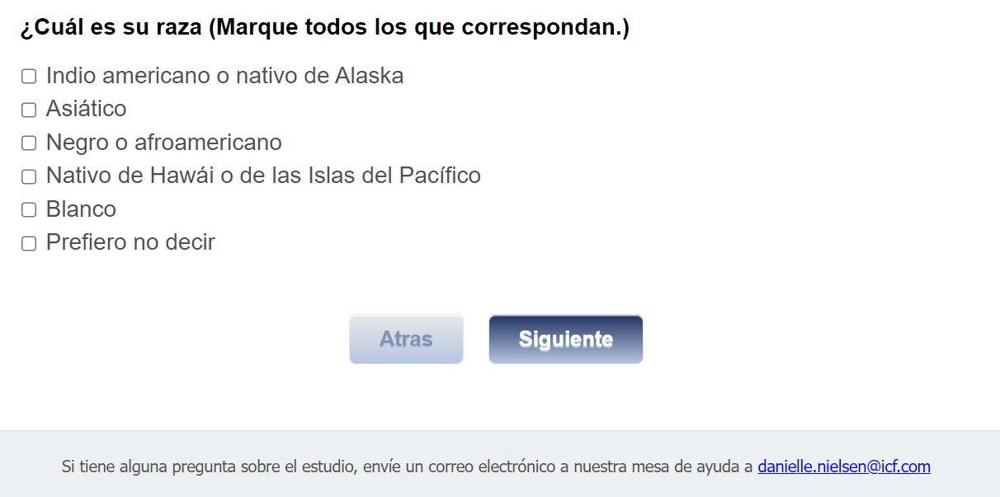 ¿Cuál es su raza (Marque todos los que correspondan.)
Indio americano o nativo de Alaska
Asiático
Negro o afroamericano
Nativo de Hawái o de las Islas del Pacífico
Blanco
Prefiero no decir
Atras
Siguiente
Si tiene alguna pregunta sobre el estudio, envíe un correo electrónico a nuestra mesa de ayuda a danielle.nielsen@icf.com